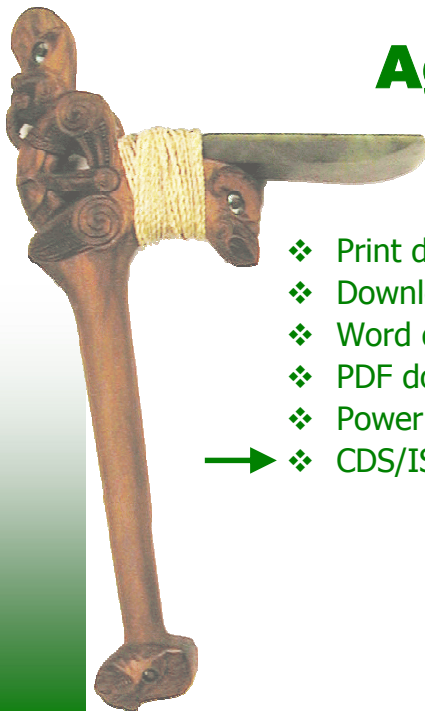 Ag
❖ Print d
❖ Downl
❖ Word d
❖ PDF do
❖ Power
❖ CDS/IS